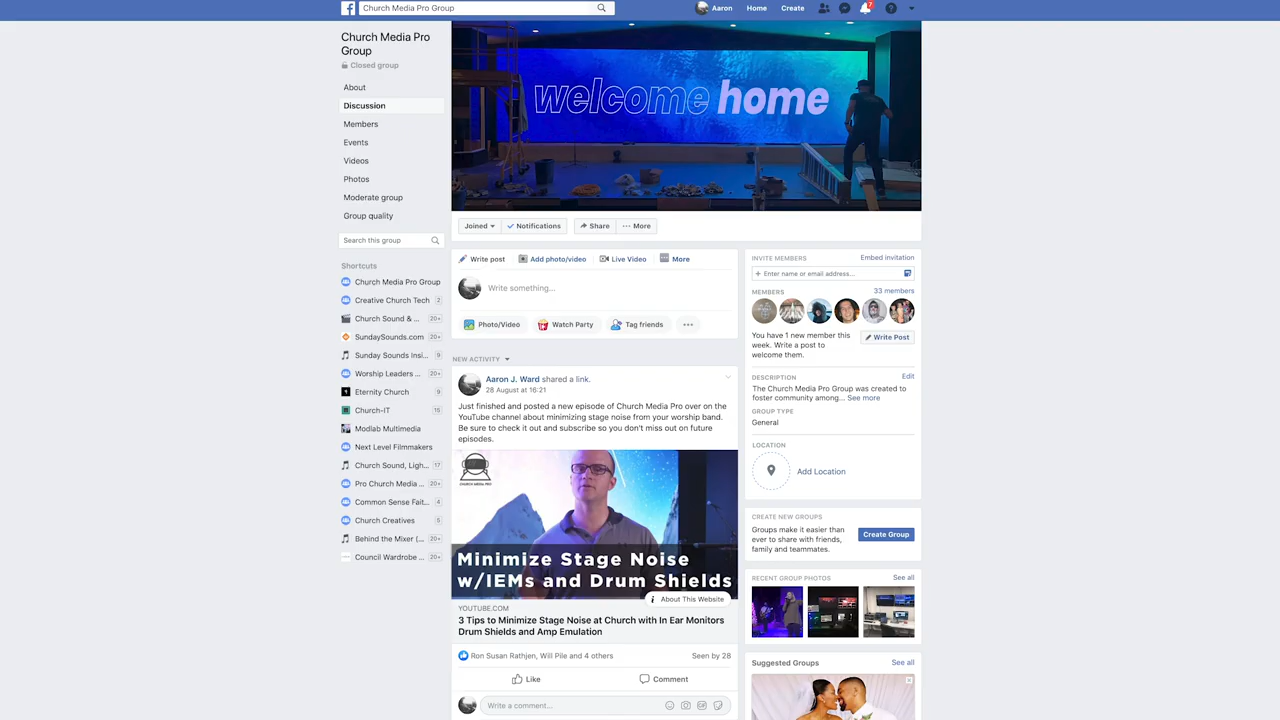 Church Media Pro Group
Aaron
Home
Create
7
Church Media Pro
Group
Closed group
About
Discussion
Members
Events
Videos
Photos
Moderate group
Group quality
Search this group
Shortcuts
Church Media Pro Group
Creative Church Tech 2
Church Sound & ... 20+
SundaySounds.com 20+
Sunday Sounds Insi... 9
Worship Leaders ... 20+
Eternity Church 9
Church-IT 15
Modlab Multimedia
Next Level Filmmakers
Church Sound, Ligh... 17
Pro Church Media ... 20+
Common Sense Fait... 4
Church Creatives 5
Behind the Mixer (... 20+
Council Wardrobe ... 20+
welcome home
Joined
Notifications
Share
More
Write post
Add photo/video
Live Video
More
Write something...
Photo/Video
Watch Party
Tag friends
NEW ACTIVITY
Aaron J. Ward shared a link.
28 August at 16:21
Just finished and posted a new episode of Church Media Pro over on the
YouTube channel about minimizing stage noise from your worship band.
Be sure to check it out and subscribe so you don't miss out on future
episodes.
CHURCH MEDIA PRO
Minimize Stage Noise
w/IEMs and Drum Shields
About This Website
YOUTUBE.COM
3 Tips to Minimize Stage Noise at Church with In Ear Monitors
Drum Shields and Amp Emulation
Ron Susan Rathjen, Will Pile and 4 others
Seen by 28
Like
Comment
Write a comment...
GIF
INVITE MEMBERS
Embed invitation
+ Enter name or email address...
MEMBERS
33 members
You have 1 new member this
week. Write a post to
welcome them.
Write Post
DESCRIPTION
Edit
The Church Media Pro Group was created to
foster community among... See more
GROUP TYPE
General
LOCATION
Add Location
CREATE NEW GROUPS
Groups make it easier than
ever to share with friends,
family and teammates.
Create Group
RECENT GROUP PHOTOS
See all
Suggested Groups
See all